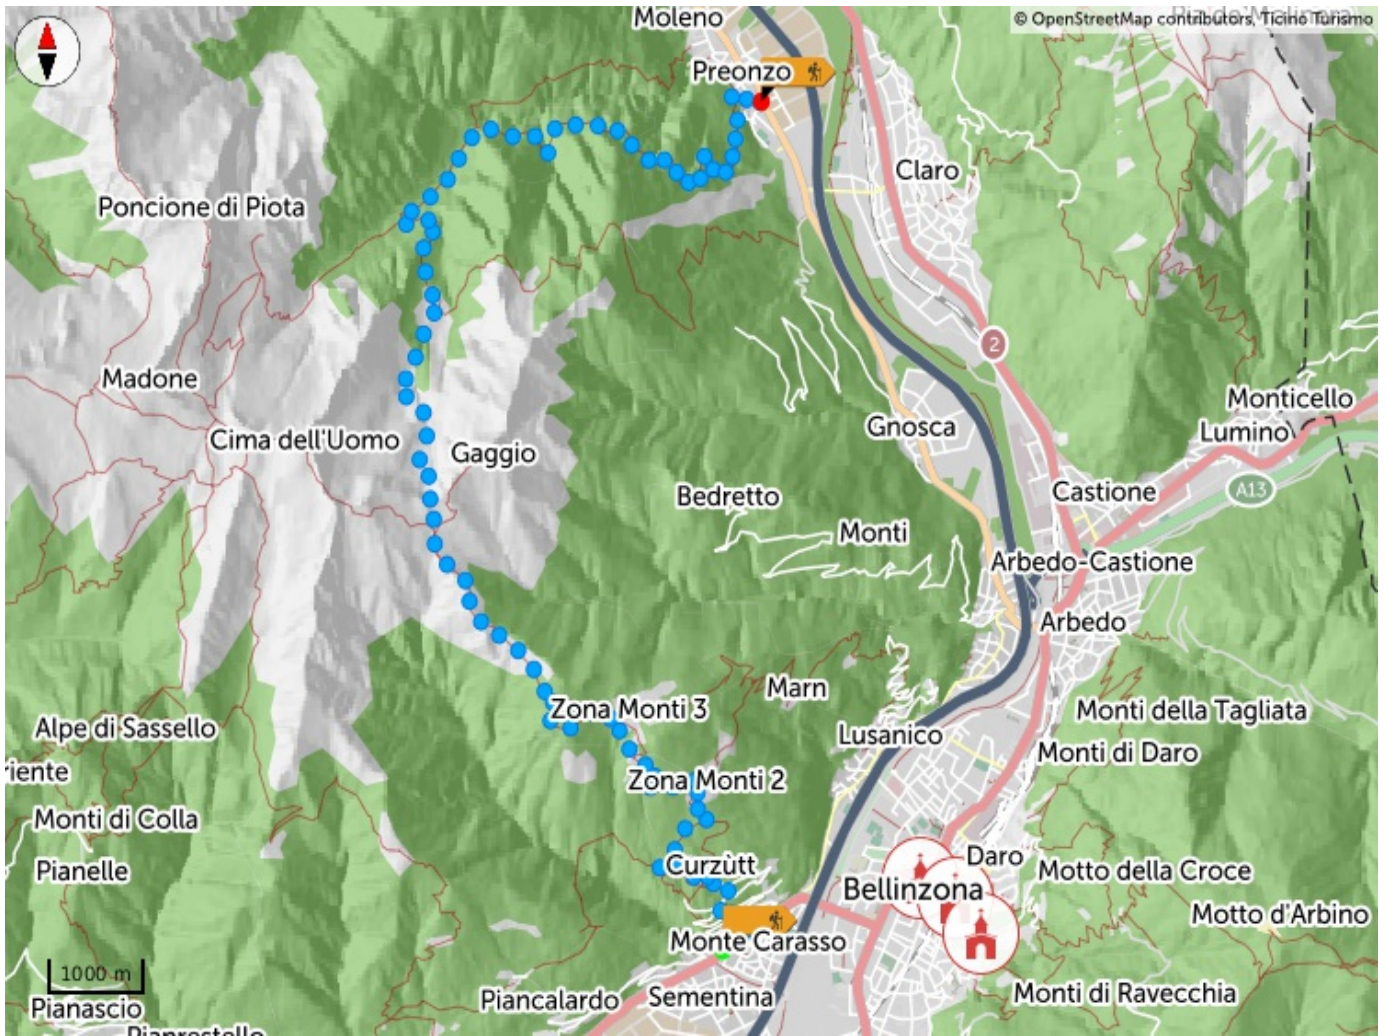 Moleno
© OpenStreetMap contributors, Ticino Turismo
Preonzo
Claro
Poncione di Piota
2
Madone
Monticello
Gnosca
Lumino
Cima dell'Uomo
Gaggio
Castione
A13
Bedretto
Monti
Arbedo-Castione
Arbedo
Marn
Zona Monti 3
Monti della Tagliata
Alpe di Sassello
Lusanico
Monti di Daro
riente
Zona Monti 2
Monti di Colla
Daro
Curzùtt
Pianelle
Motto della Croce
Bellinzona
Motto d'Arbino
Monte Carasso
1000 m
Monti di Ravecchia
Piancalardo
Sementina
Pianascio